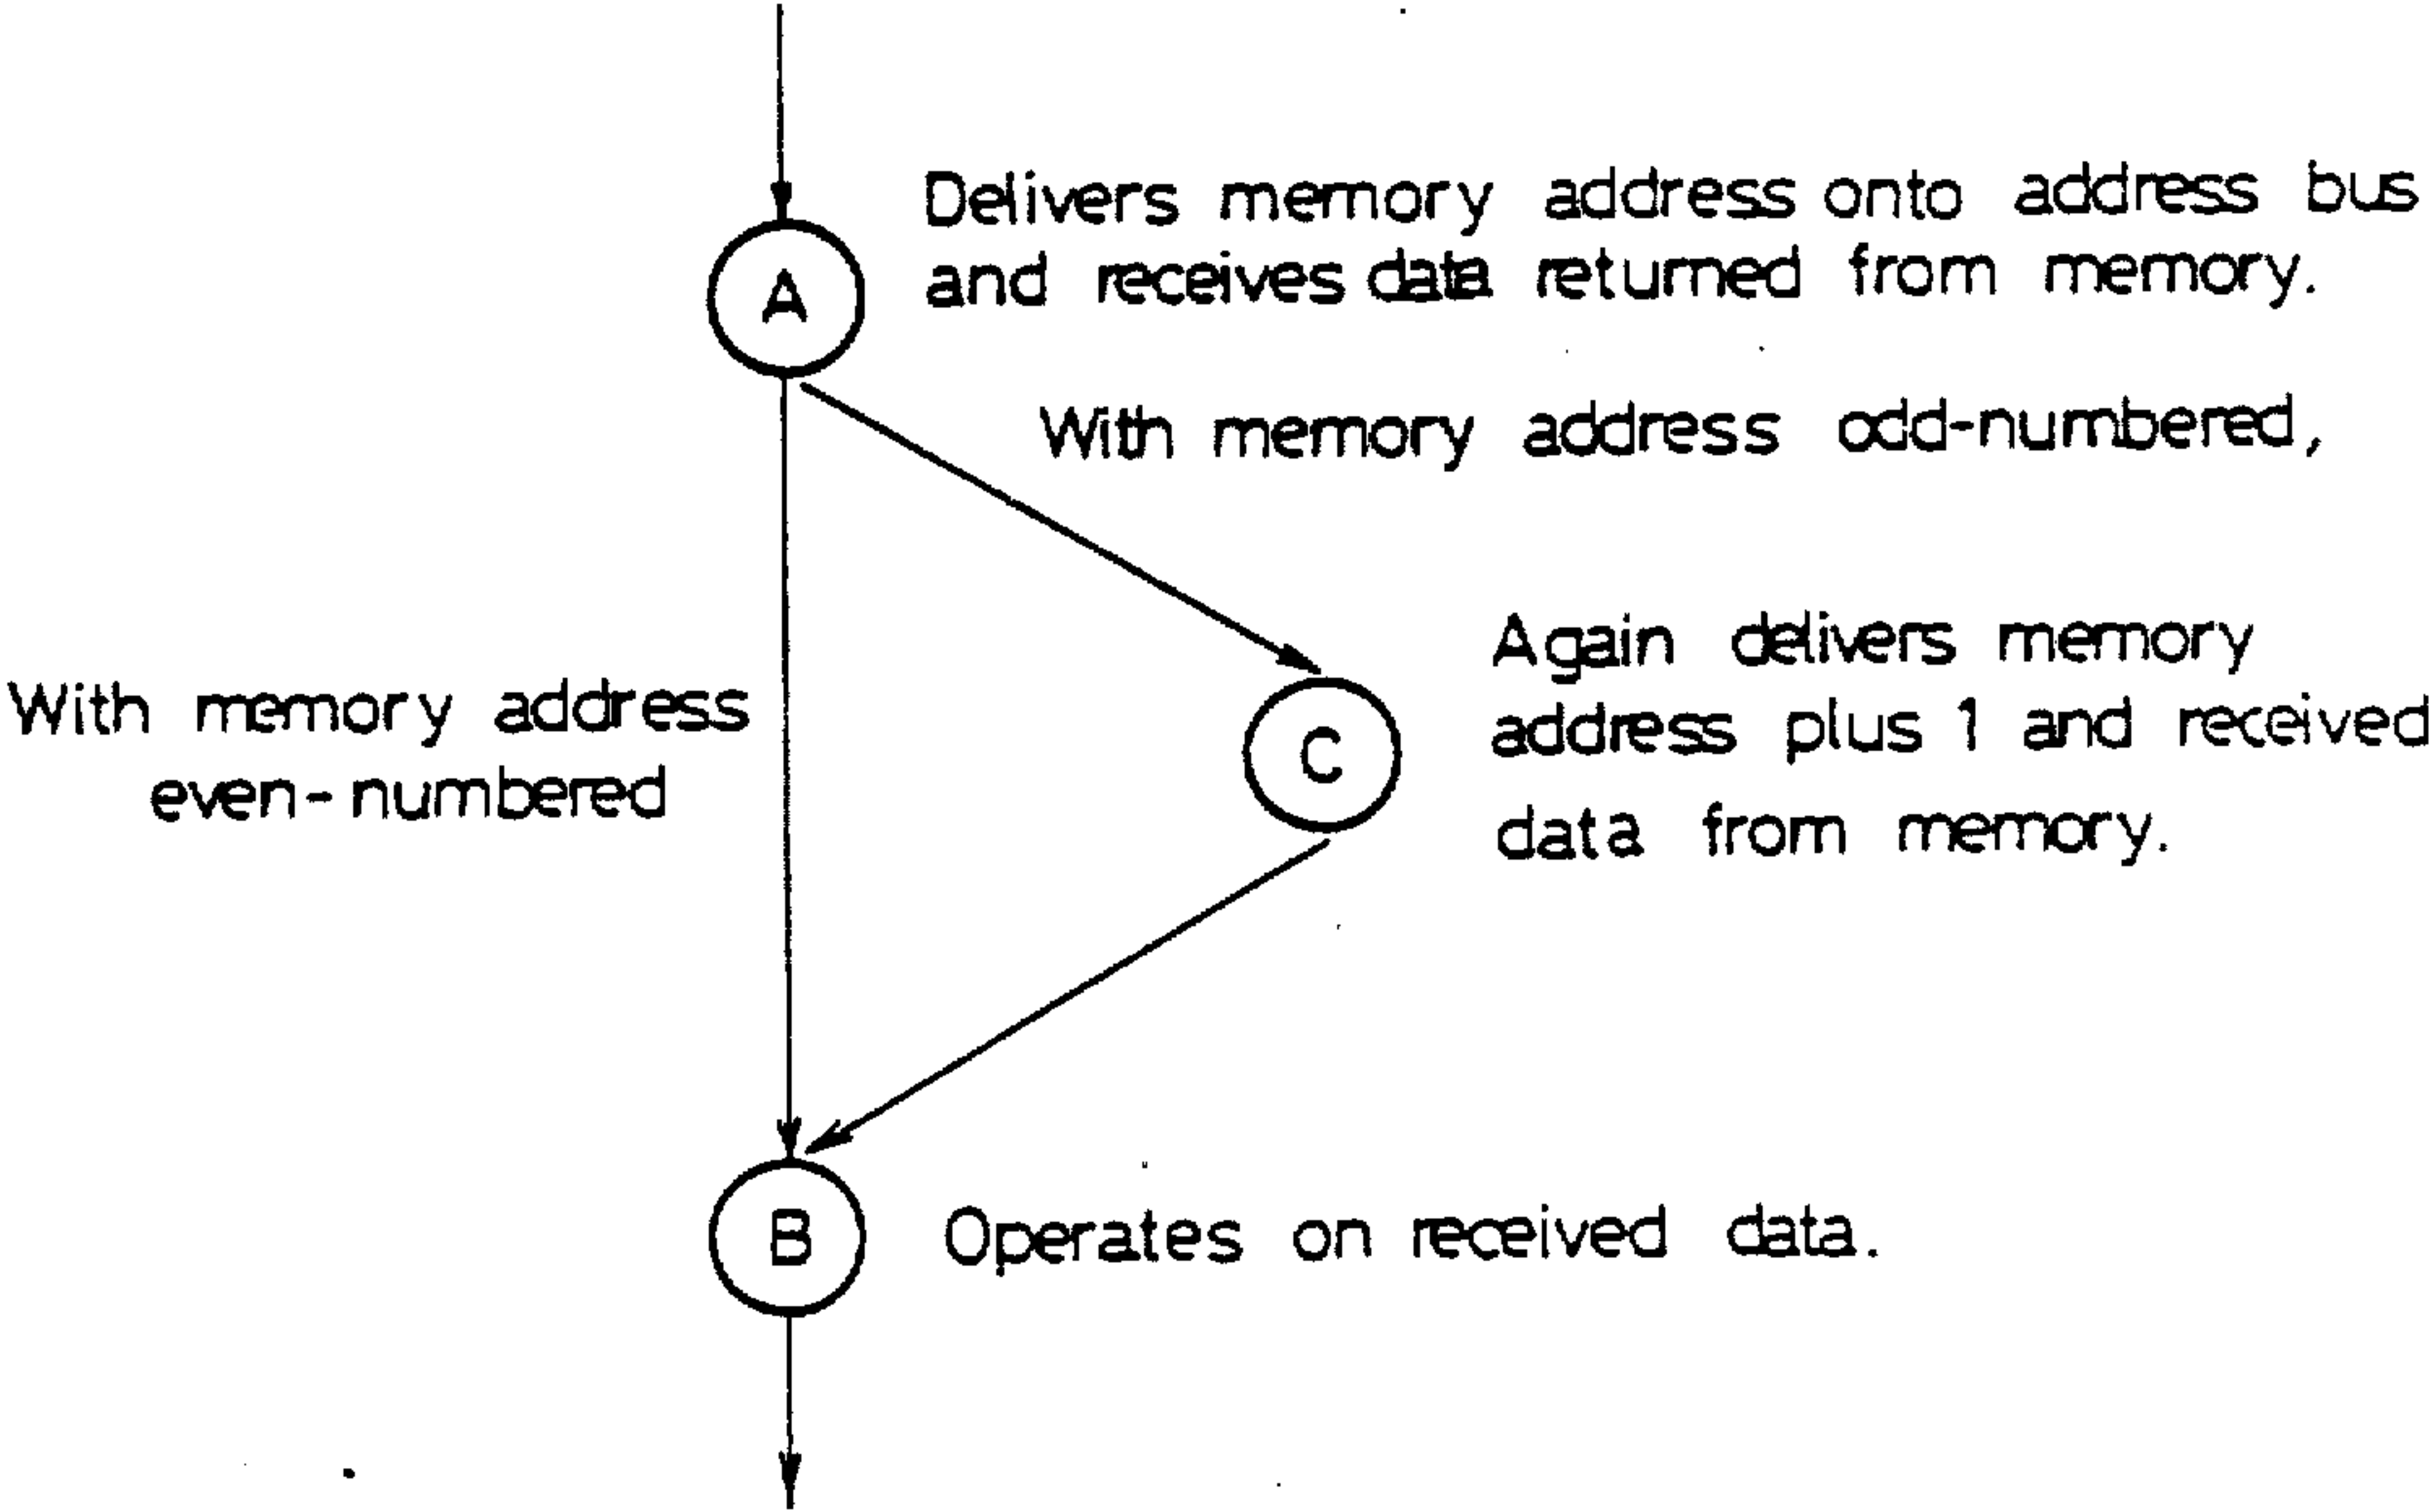 Delivers memory address onto address bus
and receives data returned from memory.
A
With memory address odd-numbered,
With memory address
even-numbered
Again delivers memory
address plus 1 and received
data from memory.
C
B
Operates on received data.